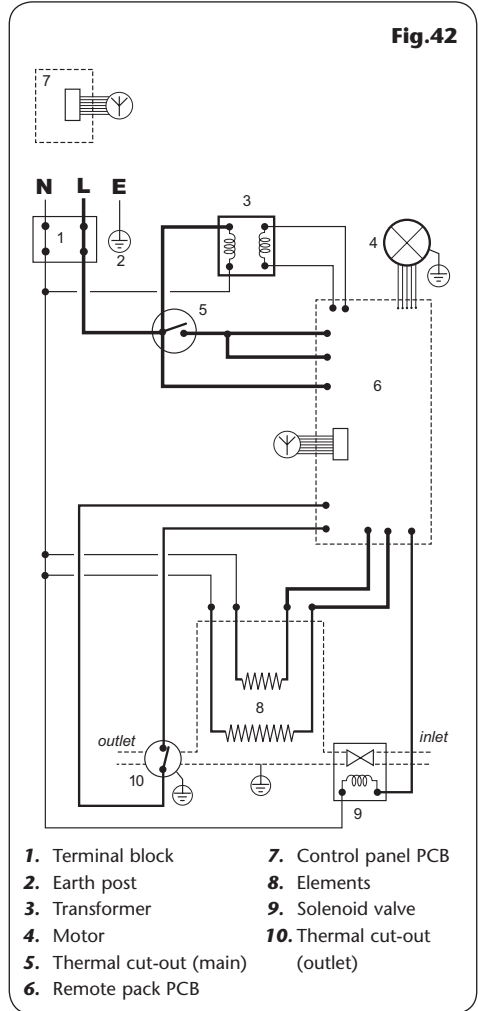 Fig.42
7
N L E
1
2
3
4
5
6
8
outlet
inlet
10
9
1. Terminal block
2. Earth post
3. Transformer
4. Motor
5. Thermal cut-out (main)
6. Remote pack PCB
7. Control panel PCB
8. Elements
9. Solenoid valve
10. Thermal cut-out
(outlet)